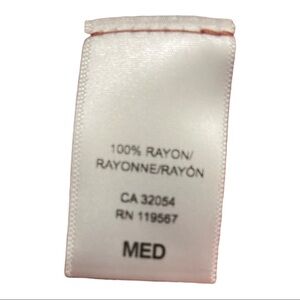 100% RAYON/
RAYONNE/RAYÓN
CA 32054
RN 119567
MED